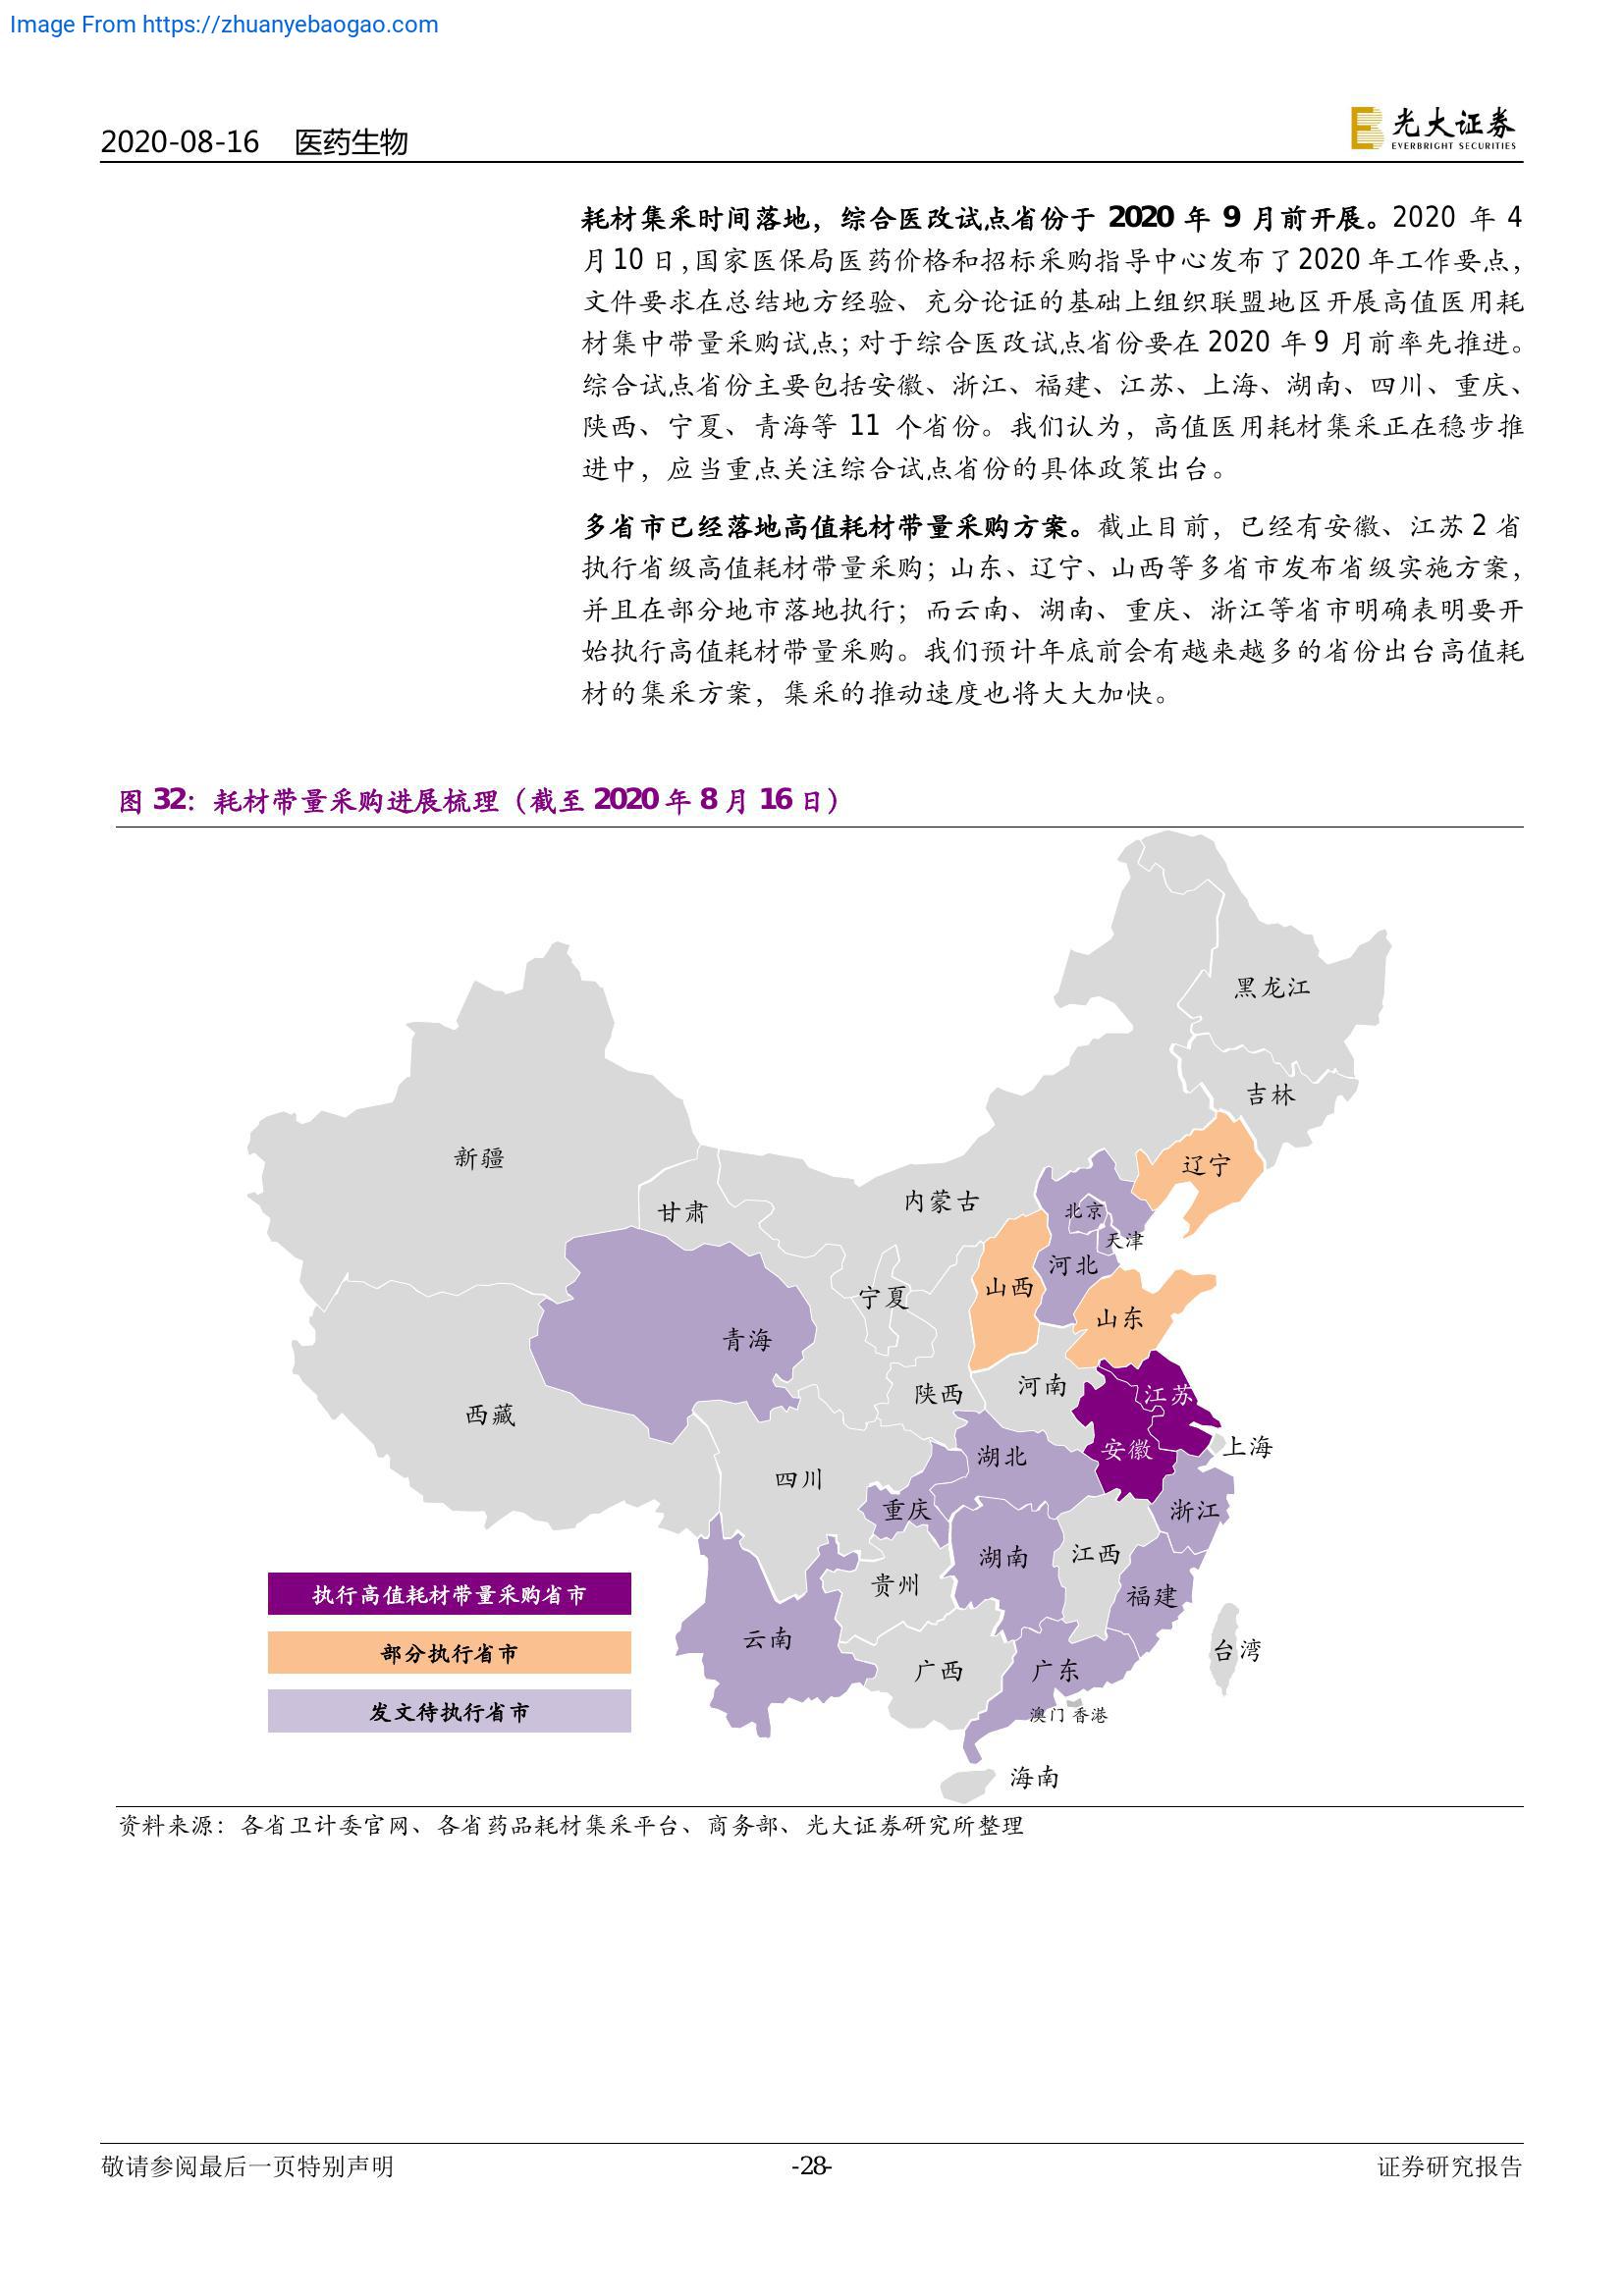 Image From https://zhuanyebaogao.com
2020-08-16 医药生物
光大证券
EVERBRIGHT SECURITIES
耗材集采时间落地，综合医改试点省份于 2020 年 9 月前开展。2020 年 4
月 10 日，国家医保局医药价格和招标采购指导中心发布了 2020 年工作要点，
文件要求在总结地方经验、充分论证的基础上组织联盟地区开展高值医用耗
材集中带量采购试点；对于综合医改试点省份要在 2020 年 9 月前率先推进。
综合试点省份主要包括安徽、浙江、福建、江苏、上海、湖南、四川、重庆、
陕西、宁夏、青海等 11 个省份。我们认为，高值医用耗材集采正在稳步推
进中，应当重点关注综合试点省份的具体政策出台。
多省市已经落地高值耗材带量采购方案。截止目前，已经有安徽、江苏 2 省
执行省级高值耗材带量采购；山东、辽宁、山西等多省市发布省级实施方案，
并且在部分地市落地执行；而云南、湖南、重庆、浙江等省市明确表明要开
始执行高值耗材带量采购。我们预计年底前会有越来越多的省份出台高值耗
材的集采方案，集采的推动速度也将大大加快。
图 32：耗材带量采购进展梳理（截至 2020 年 8 月 16 日）
黑龙江
吉林
新疆
辽宁
甘肃
内蒙古
北京
天津
河北
宁夏
山西
山东
青海
陕西
河南
江苏
西藏
上海
安徽
湖北
四川
重庆
浙江
湖南
江西
贵州
福建
执行高值耗材带量采购省市
云南
台湾
部分执行省市
广西
广东
发文待执行省市
澳门 香港
海南
资料来源：各省卫计委官网、各省药品耗材集采平台、商务部、光大证券研究所整理
敬请参阅最后一页特别声明
-28-
证券研究报告